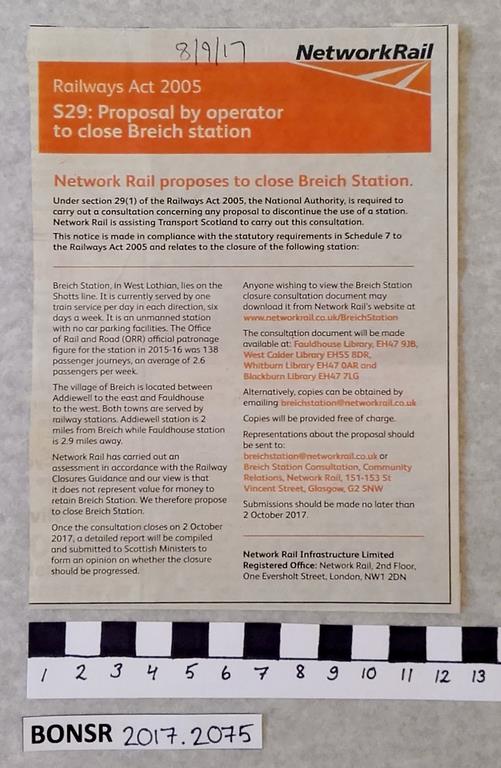 8/9/17
NetworkRail
Railways Act 2005
S29: Proposal by operator
to close Breich station
Network Rail proposes to close Breich Station.
Under section 29(1) of the Railways Act 2005, the National Authority, is required to
carry out a consultation concerning any proposal to discontinue the use of a station.
Network Rail is assisting Transport Scotland to carry out this consultation.
This notice is made in compliance with the statutory requirements in Schedule 7 to
the Railways Act 2005 and relates to the closure of the following station:
Breich Station, in West Lothian, lies on the
Shotts line. It is currently served by one
train service per day in each direction, six
days a week. It is an unmanned station
with no car parking facilities. The Office
of Rail and Road (ORR) official patronage
figure for the station in 2015-16 was 138
passenger journeys, an average of 2.6
passengers per week.
The village of Breich is located between
Addiewell to the east and Fauldhouse
to the west. Both towns are served by
railway stations. Addiewell station is 2
miles from Breich while Fauldhouse station
is 2.9 miles away.
Network Rail has carried out an
assessment in accordance with the Railway
Closures Guidance and our view is that
it does not represent value for money to
retain Breich Station. We therefore propose
to close Breich Station.
Once the consultation closes on 2 October
2017, a detailed report will be compiled
and submitted to Scottish Ministers to
form an opinion on whether the closure
should be progressed.
Anyone wishing to view the Breich Station
closure consultation document may
download it from Network Rail's website at
www.networkrail.co.uk/BreichStation
The consultation document will be made
available at: Fauldhouse Library, EH47 9JB,
West Calder Library EH55 8DR,
Whitburn Library EH47 0AR and
Blackburn Library EH47 7LG
Alternatively, copies can be obtained by
emailing breichstation@networkrail.co.uk
Copies will be provided free of charge.
Representations about the proposal should
be sent to:
breichstation@networkrail.co.uk or
Breich Station Consultation, Community
Relations, Network Rail, 151-153 St
Vincent Street, Glasgow, G2 5NW
Submissions should be made no later than
2 October 2017.
Network Rail Infrastructure Limited
Registered Office: Network Rail, 2nd Floor,
One Eversholt Street, London, NW1 2DN
1 2 3 4 5 6 7 8 9 10 11 12 13
BONSR 2017.2075